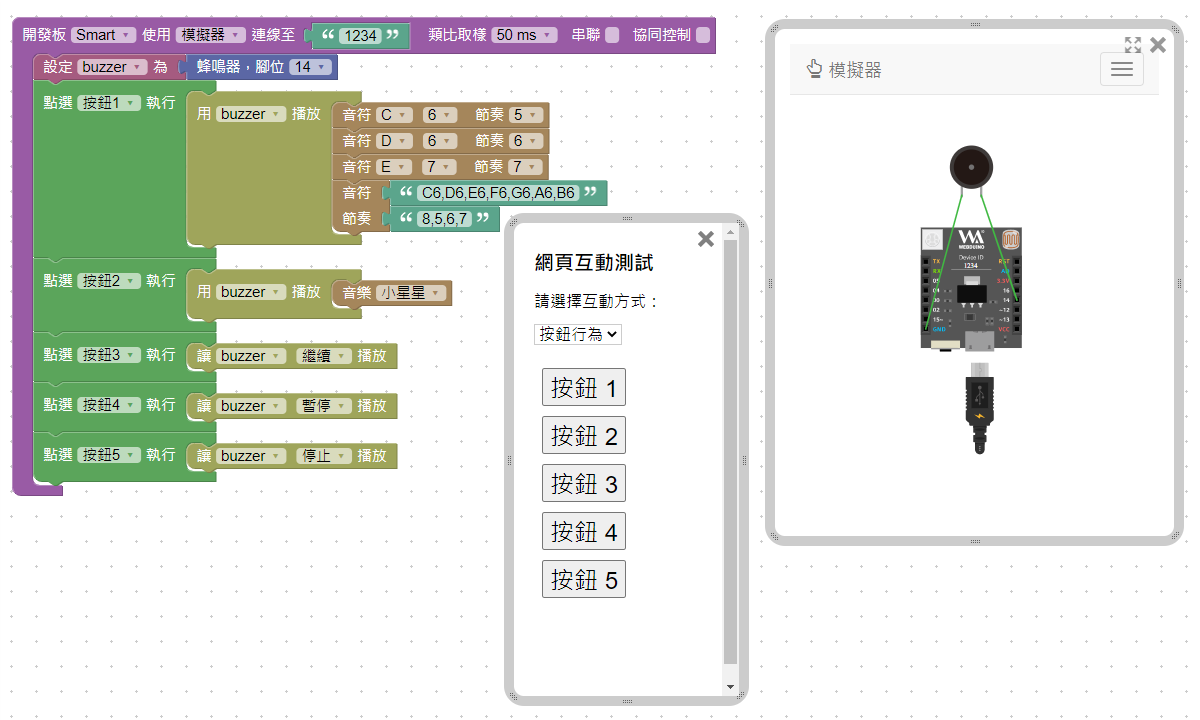 開發板 Smart 使用 模擬器 連線至 “ 1234 ” 類比取樣 50 ms 串聯 協同控制
設定 buzzer 為 蜂鳴器，腳位 14
點選 按鈕1 執行
用 buzzer 播放
音符 C 6 節奏 5
音符 D 6 節奏 6
音符 E 7 節奏 7
音符 “ C6,D6,E6,F6,G6,A6,B6 ”
節奏 “ 8,5,6,7 ”
點選 按鈕2 執行
用 buzzer 播放 音樂 小星星
點選 按鈕3 執行 讓 buzzer 繼續 播放
點選 按鈕4 執行 讓 buzzer 暫停 播放
點選 按鈕5 執行 讓 buzzer 停止 播放
網頁互動測試
請選擇互動方式：
按鈕行為
按鈕 1
按鈕 2
按鈕 3
按鈕 4
按鈕 5
模擬器
WEBDUINO
Device ID
1234
TX RST
RX AD
05 3.3V
04 16
00 14
02 ~12
15~ ~13
GND VCC